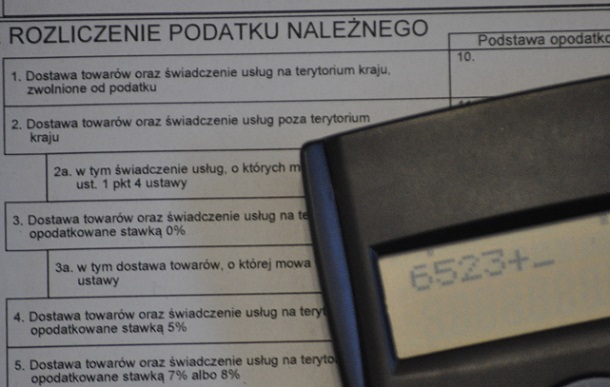 ROZLICZENIE PODATKU NALEŻNEGO
Podstawa opodatko
10.
1. Dostawa towarów oraz świadczenie usług na terytorium kraju,
zwolnione od podatku
2. Dostawa towarów oraz świadczenie usług poza terytorium
kraju
2a. w tym świadczenie usług, o których m
ust. 1 pkt 4 ustawy
3. Dostawa towarów oraz świadczenie usług na te
opodatkowane stawką 0%
3a. w tym dostawa towarów, o której mowa
ustawy
4. Dostawa towarów oraz świadczenie usług na teryt
opodatkowane stawką 5%
5. Dostawa towarów oraz świadczenie usług na teryto
opodatkowane stawką 7% albo 8%
6523+_